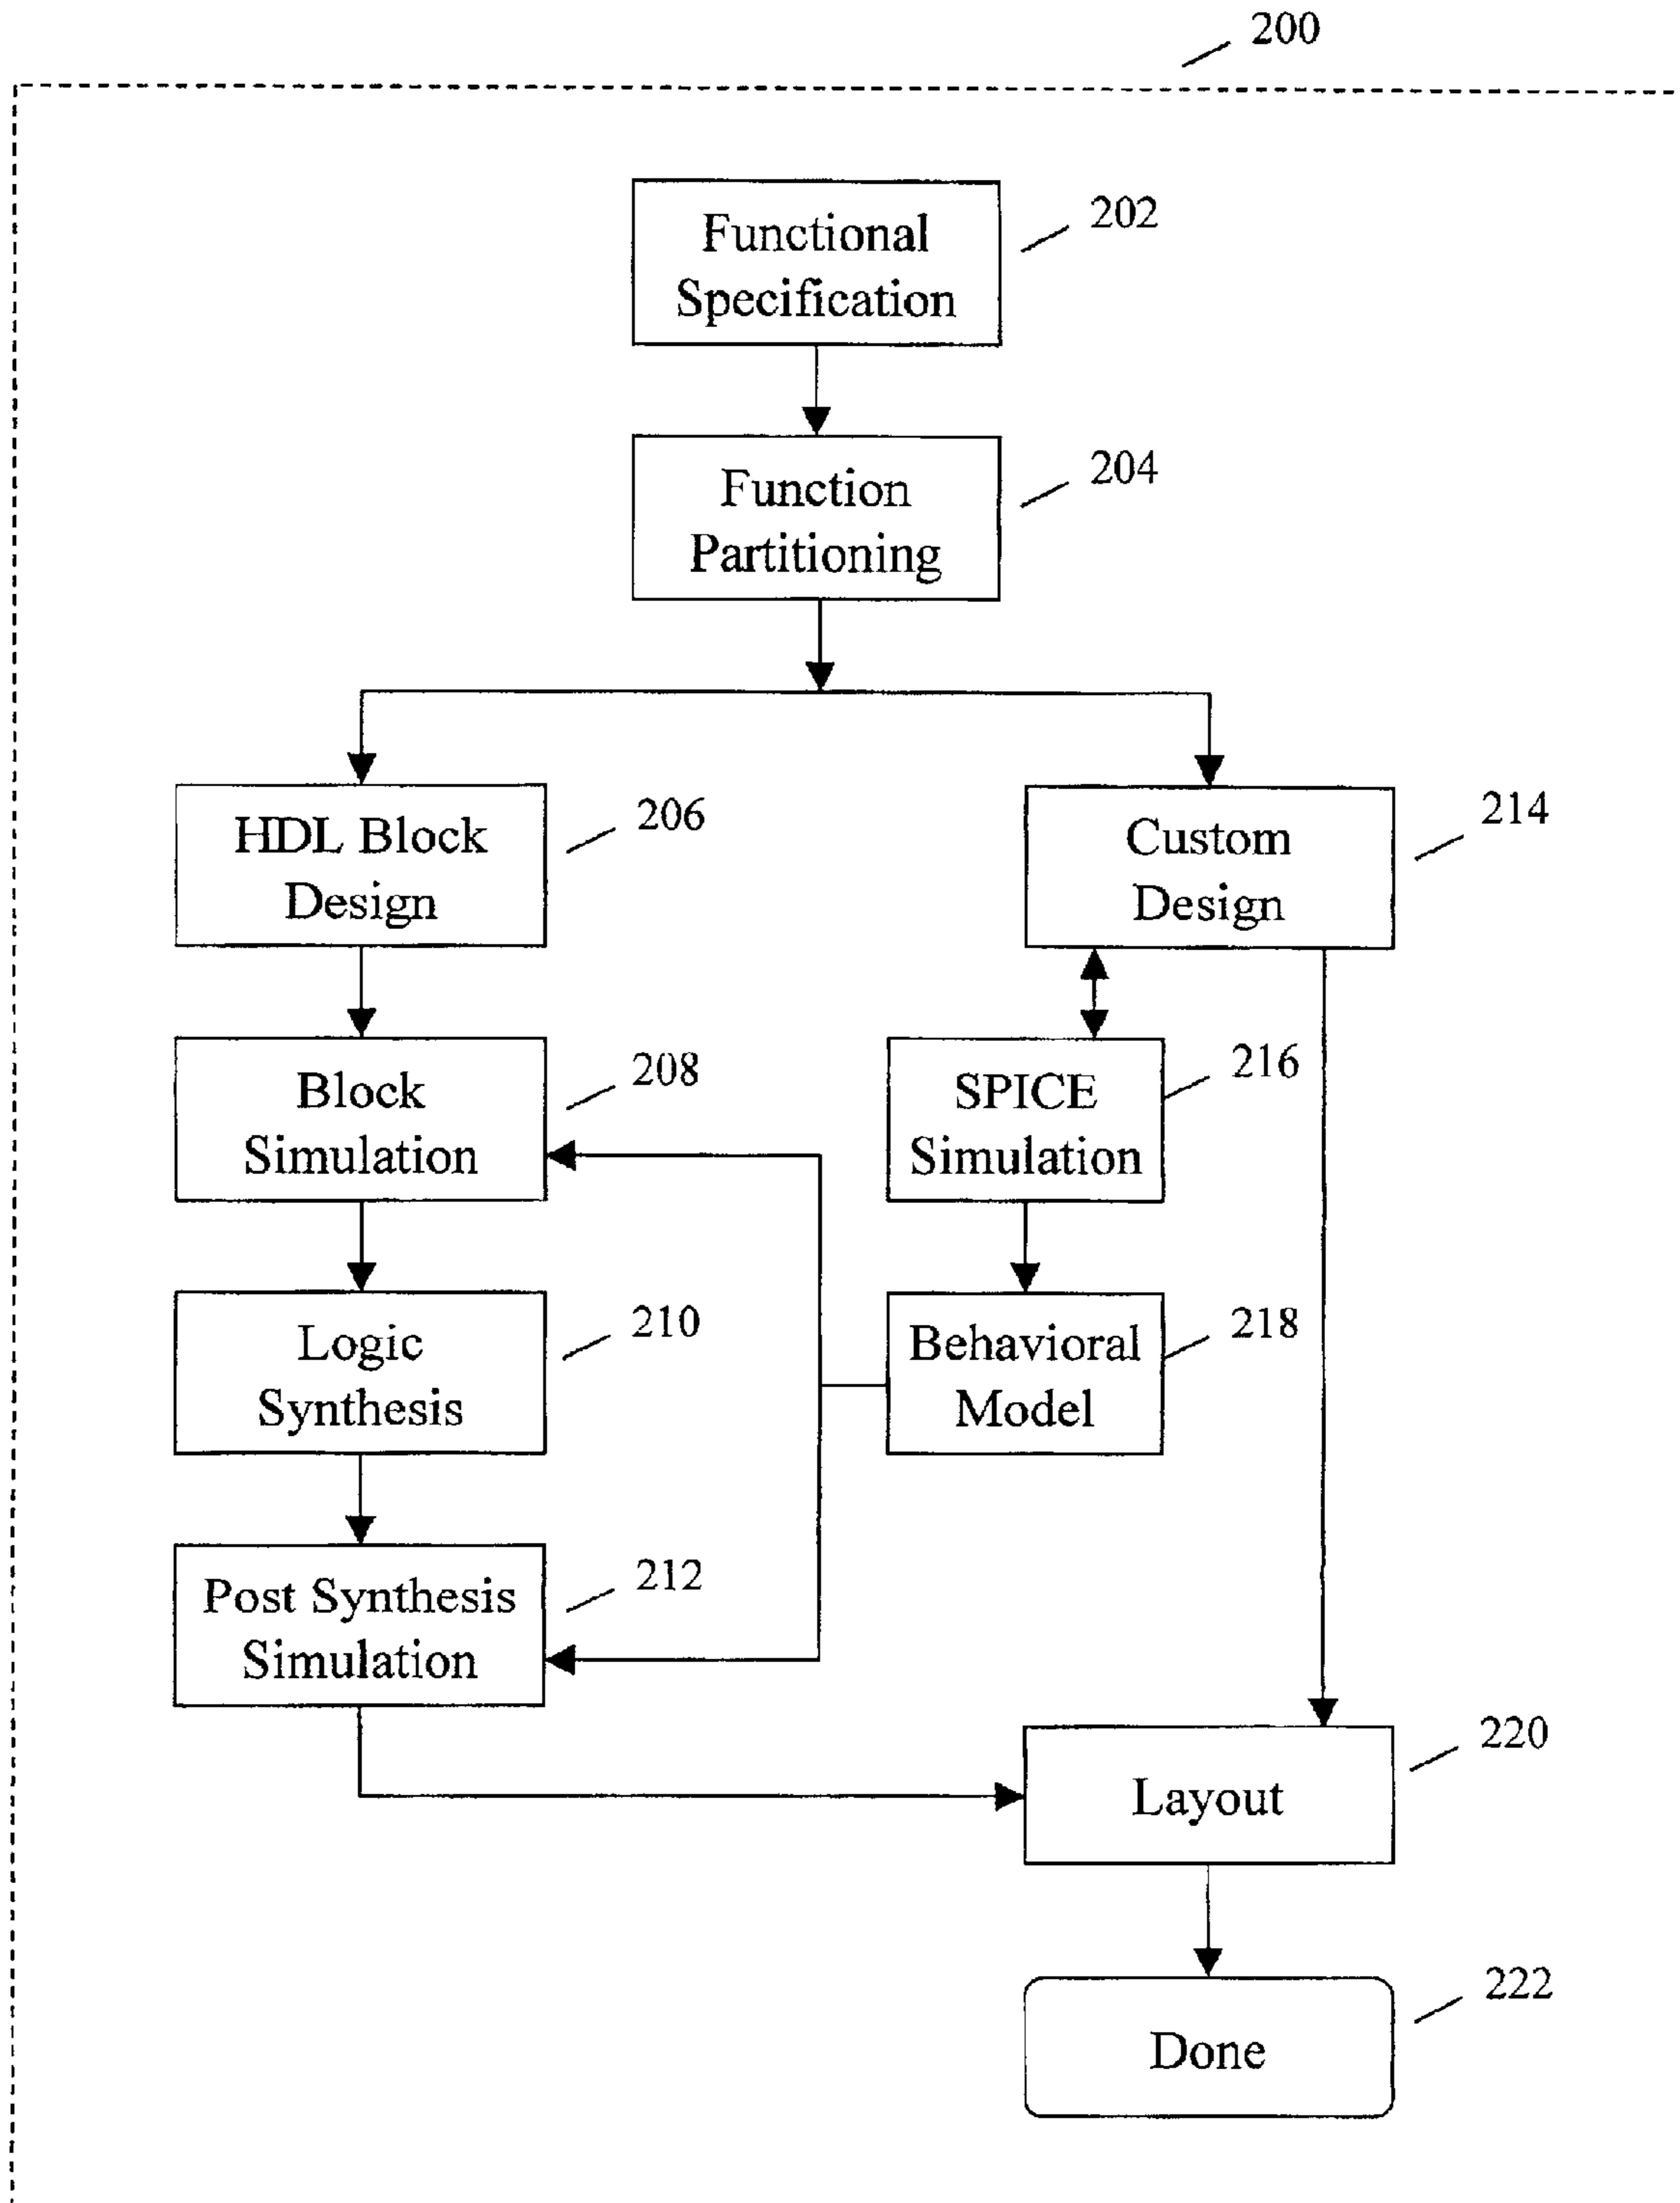 200
Functional
Specification
202
Function
Partitioning
204
HDL Block
Design
206
Custom
Design
214
Block
Simulation
208
SPICE
Simulation
216
Logic
Synthesis
210
Behavioral
Model
218
Post Synthesis
Simulation
212
Layout
220
Done
222